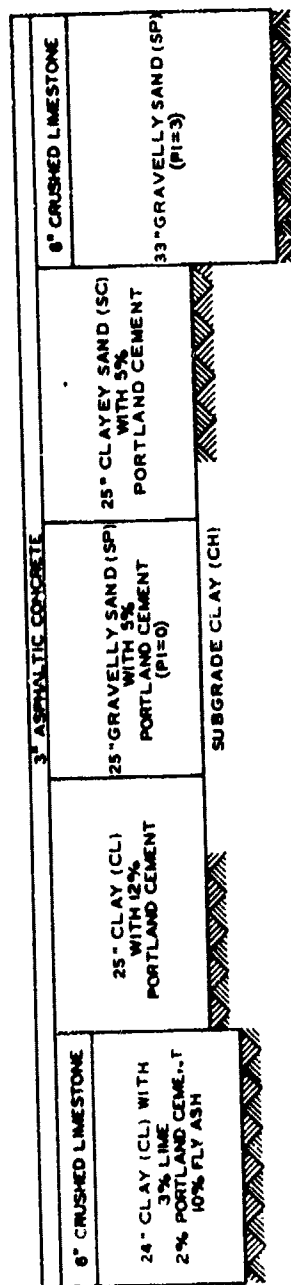 3" ASPHALTIC CONCRETE
6" CRUSHED LIMESTONE
24" CLAY (CL) WITH
3% LIME
2% PORTLAND CEMENT
10% FLY ASH
25" CLAY (CL)
WITH 12%
PORTLAND CEMENT
25" GRAVELLY SAND (SP)
WITH 5%
PORTLAND CEMENT
(PI=0)
25" CLAYEY SAND (SC)
WITH 5%
PORTLAND CEMENT
6" CRUSHED LIMESTONE
33" GRAVELLY SAND (SP)
(PI=3)
SUBGRADE CLAY (CH)